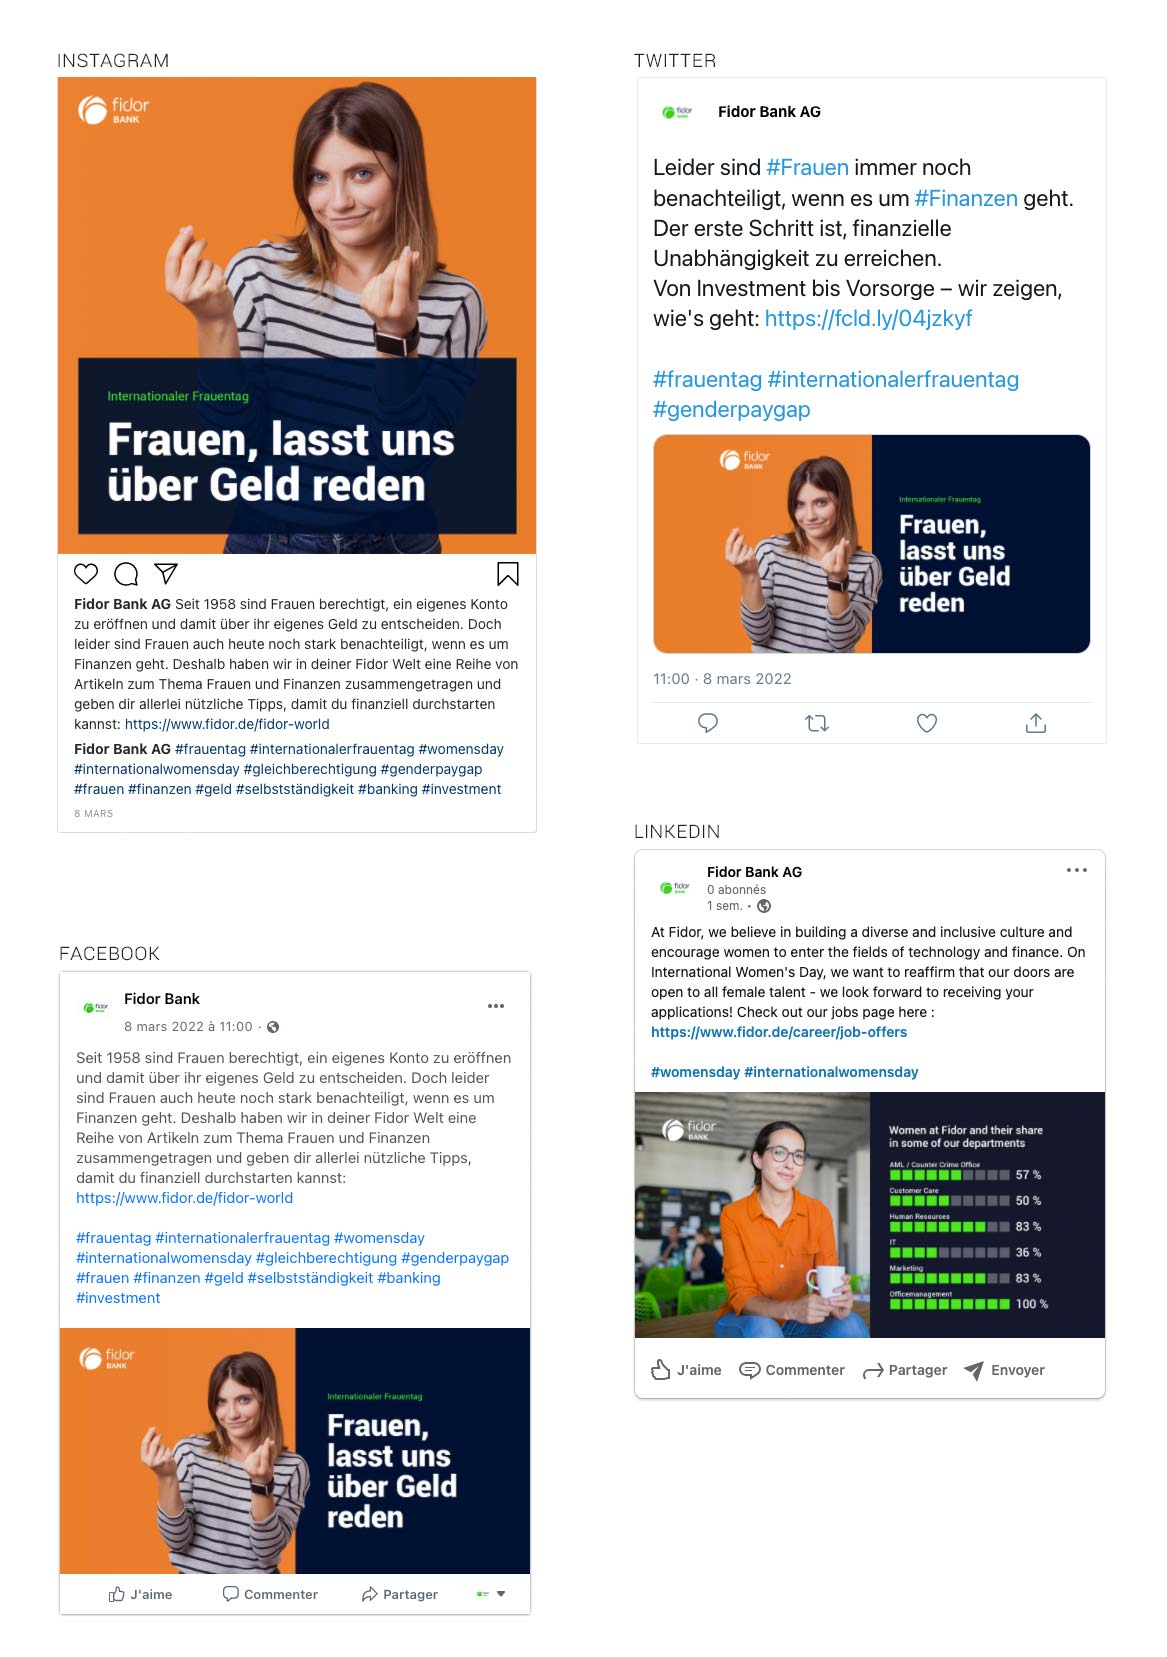 INSTAGRAM
fidor
BANK
Internationaler Frauentag
Frauen, lasst uns
über Geld reden
Fidor Bank AG Seit 1958 sind Frauen berechtigt, ein eigenes Konto
zu eröffnen und damit über ihr eigenes Geld zu entscheiden. Doch
leider sind Frauen auch heute noch stark benachteiligt, wenn es um
Finanzen geht. Deshalb haben wir in deiner Fidor Welt eine Reihe von
Artikeln zum Thema Frauen und Finanzen zusammengetragen und
geben dir allerlei nützliche Tipps, damit du finanziell durchstarten
kannst: https://www.fidor.de/fidor-world
Fidor Bank AG #frauentag #internationalerfrauentag #womensday
#internationalwomensday #gleichberechtigung #genderpaygap
#frauen #finanzen #geld #selbstständigkeit #banking #investment
8 MARS
TWITTER
fidor
BANK
Fidor Bank AG
Leider sind #Frauen immer noch
benachteiligt, wenn es um #Finanzen geht.
Der erste Schritt ist, finanzielle
Unabhängigkeit zu erreichen.
Von Investment bis Vorsorge – wir zeigen,
wie's geht: https://fcld.ly/04jzkyf
#frauentag #internationalerfrauentag
#genderpaygap
fidor
BANK
Internationaler Frauentag
Frauen,
lasst uns
über Geld
reden
11:00 · 8 mars 2022
FACEBOOK
fidor
Fidor Bank
8 mars 2022 à 11:00 ·
Seit 1958 sind Frauen berechtigt, ein eigenes Konto zu eröffnen
und damit über ihr eigenes Geld zu entscheiden. Doch leider
sind Frauen auch heute noch stark benachteiligt, wenn es um
Finanzen geht. Deshalb haben wir in deiner Fidor Welt eine
Reihe von Artikeln zum Thema Frauen und Finanzen
zusammengetragen und geben dir allerlei nützliche Tipps,
damit du finanziell durchstarten kannst:
https://www.fidor.de/fidor-world
#frauentag #internationalerfrauentag #womensday
#internationalwomensday #gleichberechtigung #genderpaygap
#frauen #finanzen #geld #selbstständigkeit #banking
#investment
fidor
BANK
Internationaler Frauentag
Frauen,
lasst uns
über Geld
reden
J'aime Commenter Partager
LINKEDIN
fidor
BANK
Fidor Bank AG
0 abonnés
1 sem. •
At Fidor, we believe in building a diverse and inclusive culture and
encourage women to enter the fields of technology and finance. On
International Women's Day, we want to reaffirm that our doors are
open to all female talent - we look forward to receiving your
applications! Check out our jobs page here :
https://www.fidor.de/career/job-offers
#womensday #internationalwomensday
fidor
BANK
Women at Fidor and their share
in some of our departments
AML / Counter Crime Office
57 %
Customer Care
50 %
Human Resources
83 %
IT
36 %
Marketing
83 %
Officemanagement
100 %
J'aime Commenter Partager Envoyer